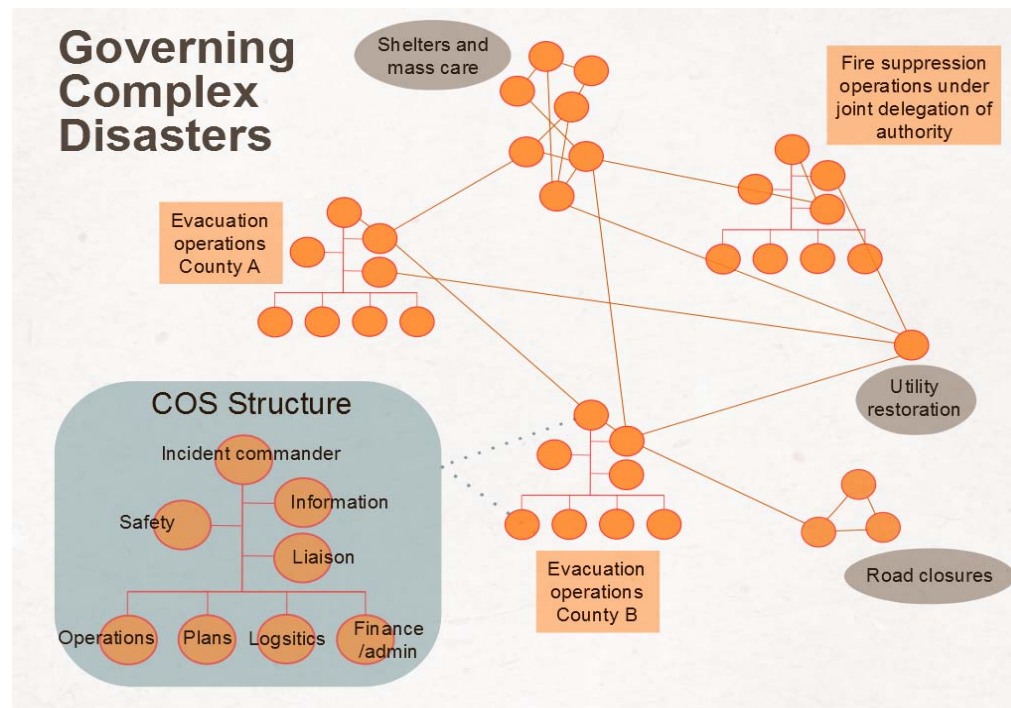 Governing
Complex
Disasters
Shelters and
mass care
Fire suppression
operations under
joint delegation of
authority
Evacuation
operations
County A
Utility
restoration
COS Structure
Incident commander
Information
Safety
Liaison
Operations
Plans
Logsitics
Finance
/admin
Evacuation
operations
County B
Road closures